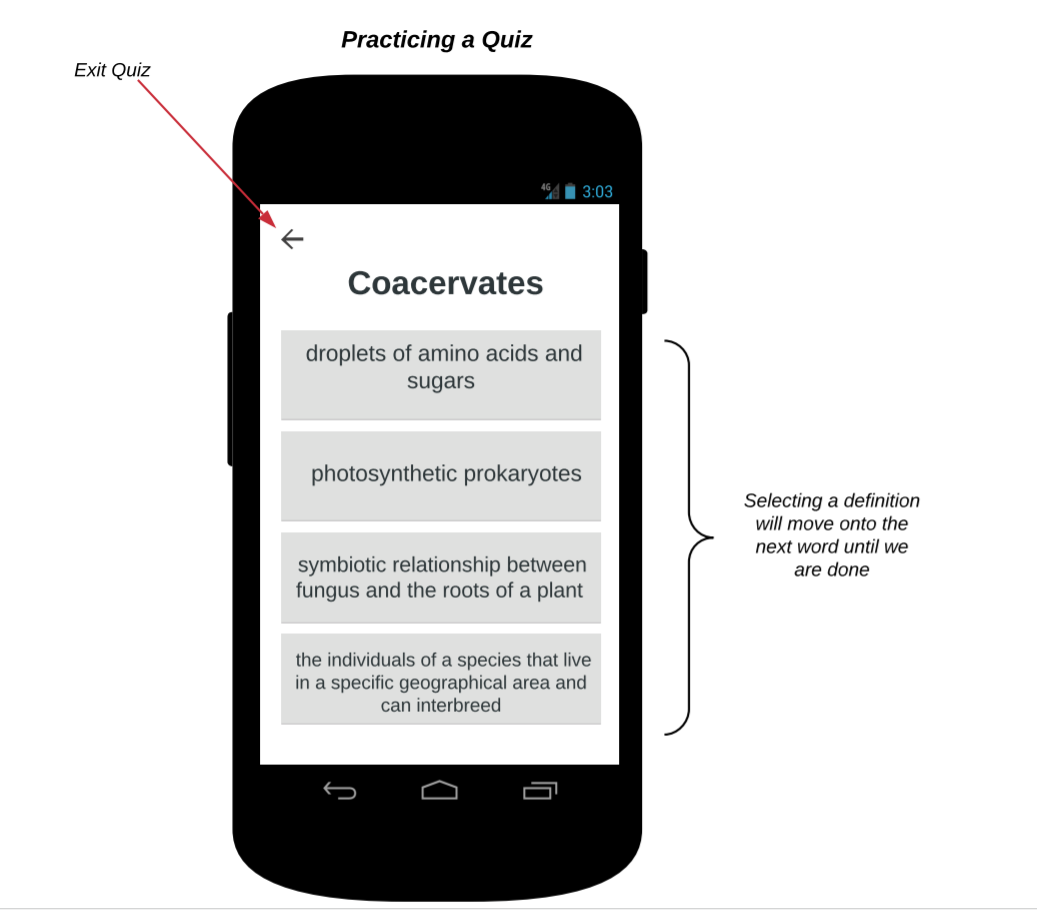 Practicing a Quiz
Exit Quiz
4G 3:03
Coacervates
droplets of amino acids and
sugars
photosynthetic prokaryotes
symbiotic relationship between
fungus and the roots of a plant
the individuals of a species that live
in a specific geographical area and
can interbreed
Selecting a definition
will move onto the
next word until we
are done